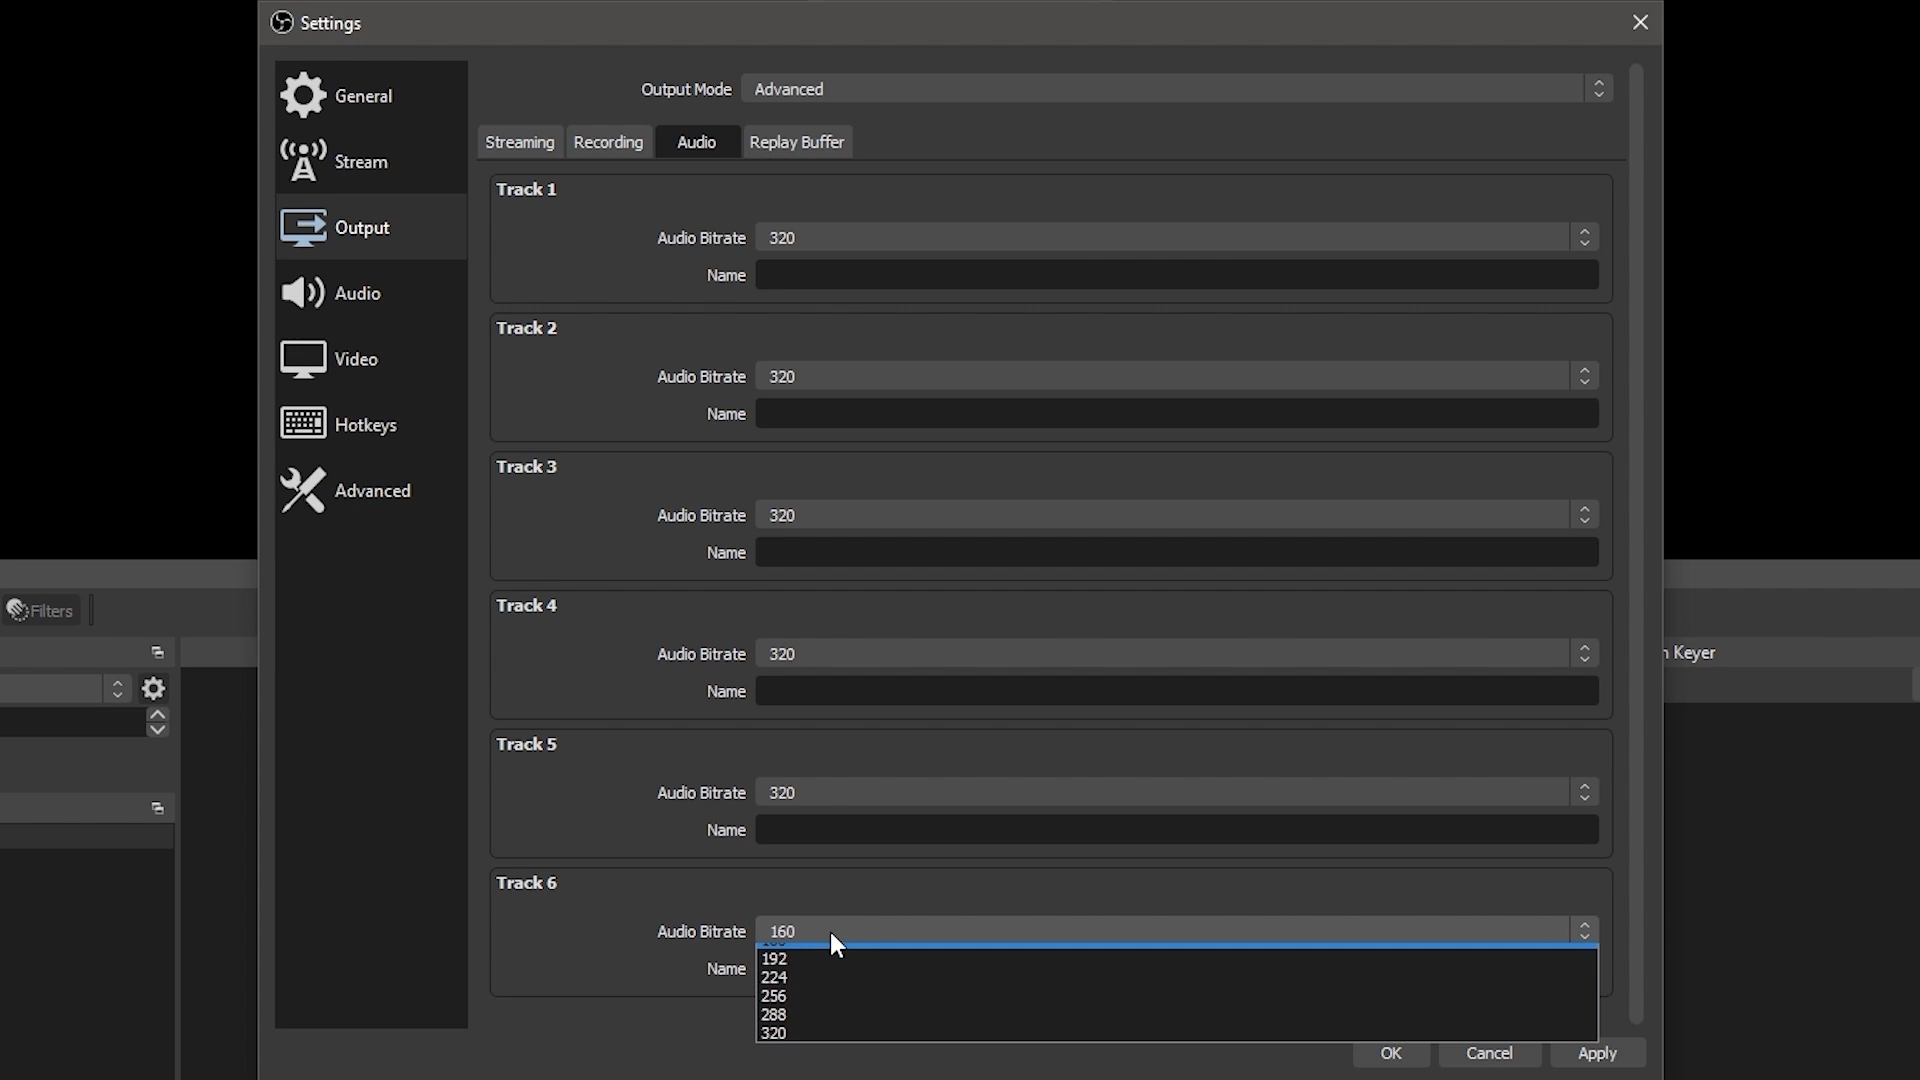 Settings
General
Stream
Output
Audio
Video
Hotkeys
Advanced
Output Mode Advanced
Streaming Recording Audio Replay Buffer
Track 1
Audio Bitrate 320
Name
Track 2
Audio Bitrate 320
Name
Track 3
Audio Bitrate 320
Name
Track 4
Audio Bitrate 320
Name
Track 5
Audio Bitrate 320
Name
Track 6
Audio Bitrate 160
Name
192
224
256
288
320
OK Cancel Apply
Filters
Keyer